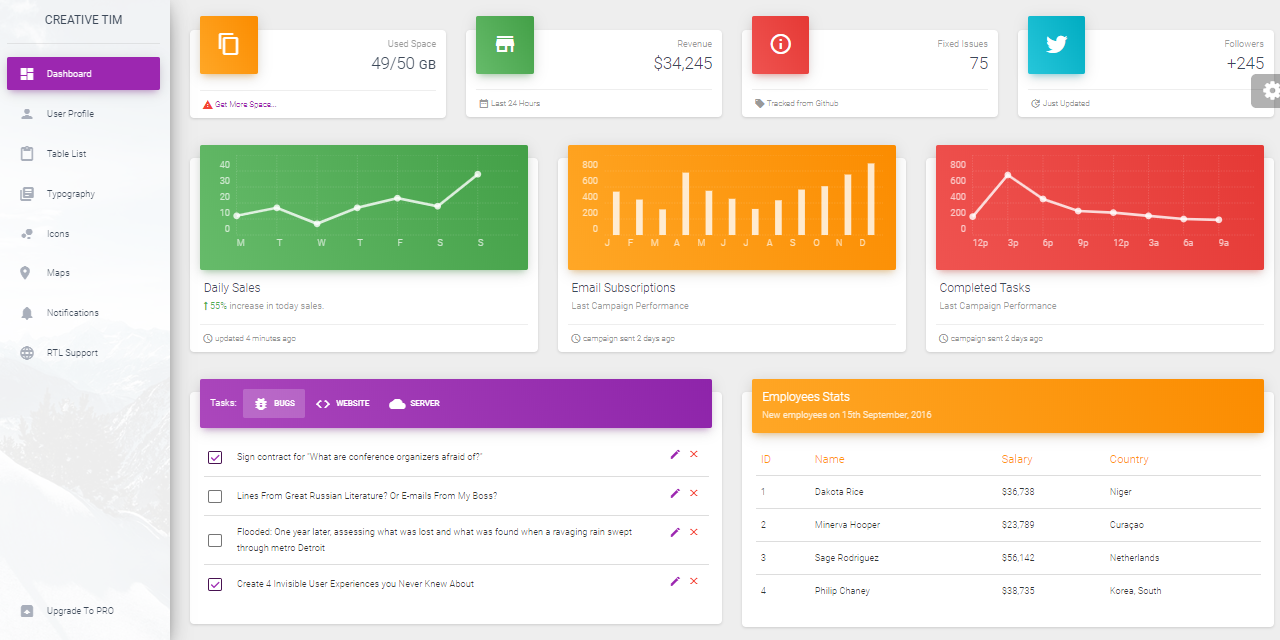 CREATIVE TIM
Dashboard
User Profile
Table List
Typography
Icons
Maps
Notifications
RTL Support
Upgrade To PRO
Used Space
49/50 GB
Get More Space...
Revenue
$34,245
Last 24 Hours
Fixed Issues
75
Tracked from Github
Followers
+245
Just Updated
40
30
20
10
0
M T W T F S S
Daily Sales
55% increase in today sales.
updated 4 minutes ago
800
600
400
200
0
J F M A M J J A S O N D
Email Subscriptions
Last Campaign Performance
campaign sent 2 days ago
800
600
400
200
0
12p 3p 6p 9p 12p 3a 6a 9a
Completed Tasks
Last Campaign Performance
campaign sent 2 days ago
Tasks: BUGS WEBSITE SERVER
Sign contract for "What are conference organizers afraid of?"
Lines From Great Russian Literature? Or E-mails From My Boss?
Flooded: One year later, assessing what was lost and what was found when a ravaging rain swept
through metro Detroit
Create 4 Invisible User Experiences you Never Knew About
Employees Stats
New employees on 15th September, 2016
ID Name Salary Country
1 Dakota Rice $36,738 Niger
2 Minerva Hooper $23,789 Curaçao
3 Sage Rodriguez $56,142 Netherlands
4 Philip Chaney $38,735 Korea, South